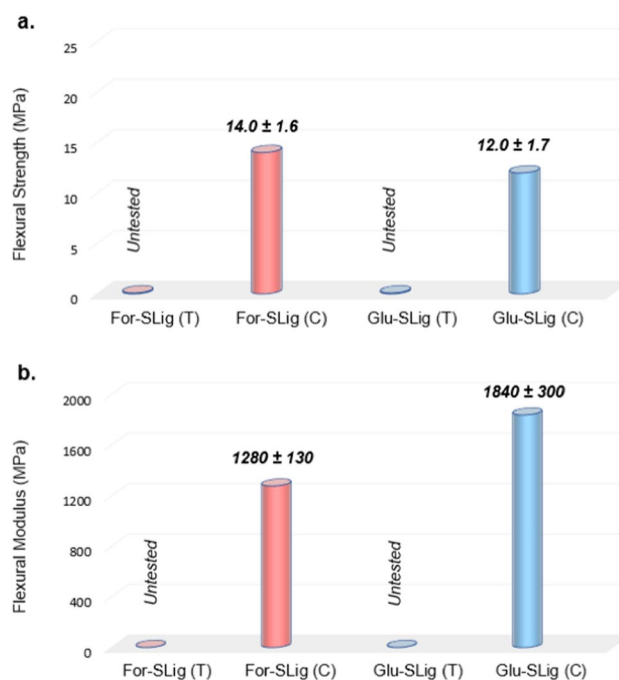 a.
Flexural Strength (MPa)
25
20
15
10
5
0
Untested
14.0 ± 1.6
Untested
12.0 ± 1.7
For-SLig (T) For-SLig (C) Glu-SLig (T) Glu-SLig (C)
b.
Flexural Modulus (MPa)
2000
1600
1200
800
400
0
Untested
1280 ± 130
Untested
1840 ± 300
For-SLig (T) For-SLig (C) Glu-SLig (T) Glu-SLig (C)